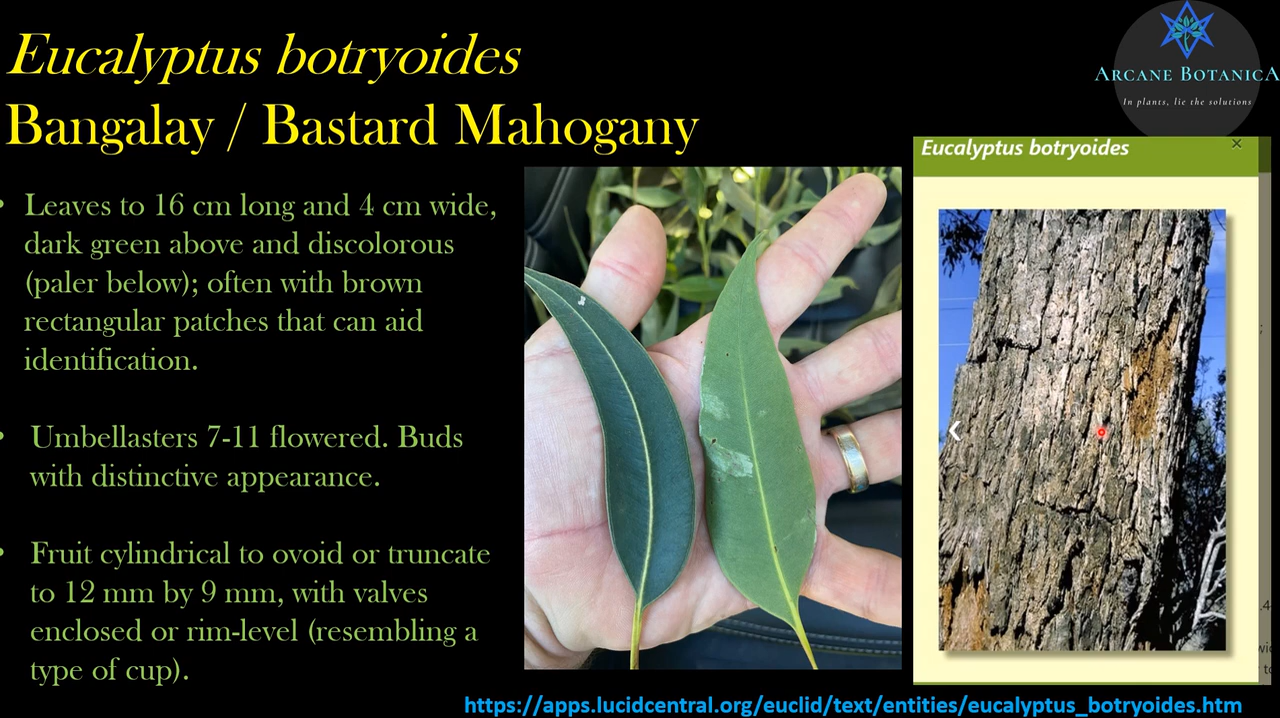 Eucalyptus botryoides
Bangalay / Bastard Mahogany
ARCANE BOTANICA
In plants, lie the solutions
• Leaves to 16 cm long and 4 cm wide,
dark green above and discolorous
(paler below); often with brown
rectangular patches that can aid
identification.
• Umbellasters 7-11 flowered. Buds
with distinctive appearance.
• Fruit cylindrical to ovoid or truncate
to 12 mm by 9 mm, with valves
enclosed or rim-level (resembling a
type of cup).
Eucalyptus botryoides
https://apps.lucidcentral.org/euclid/text/entities/eucalyptus_botryoides.htm